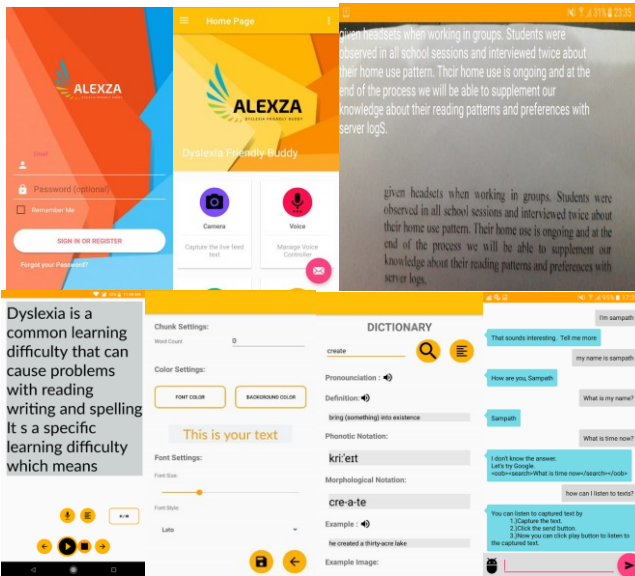 ALEXZA
Email
Password (optional)
Remember Me
SIGN IN OR REGISTER
Forgot your Password?
Home Page
ALEXZA
DYSLEXIA FRIENDLY BUDDY
Dyslexia Friendly Buddy
Camera
Capture the live feed
text
Voice
Manage Voice
Controller
31% 23:35
given headsets when working in groups. Students were
observed in all school sessions and interviewed twice about
their home use pattern. Thcir home use is ongoing and at the
end of the process we will be able to supplement our
knowledge about their reading patterns and preferences with
server logS.
given headsets when working in groups. Students were
observed in all school sessions and interviewed twice about
their home use pattern. Their home use is ongoing and at the
end of the process we will be able to supplement our
knowledge about their reading patterns and preferences with
server logs.
Dyslexia is a
common learning
difficulty that can
cause problems
with reading
writing and spelling
It s a specific
learning difficulty
which means
Chunk Settings:
Word Count
0
Color Settings:
FONT COLOR
BACKGROUND COLOR
This is your text
Font Settings:
Font Size:
Font Style:
Lato
DICTIONARY
create
Pronounciation :
Definition:
bring (something) into existence
Phonotic Notation:
kri:'eɪt
Morphological Notation:
cre-a-te
Example :
he created a thirty-acre lake
Example Image:
I'm sampath
That sounds interesting. Tell me more
my name is sampath
How are you, Sampath
What is my name?
Sampath
What is time now?
I don't know the answer.
Let's try Google.
<oob><search>What is time now</search></oob>
how can I listen to texts?
You can listen to captured text by
1.)Capture the text.
2.)Click the send button.
3.)Now you can click play button to listen to
the captured text.